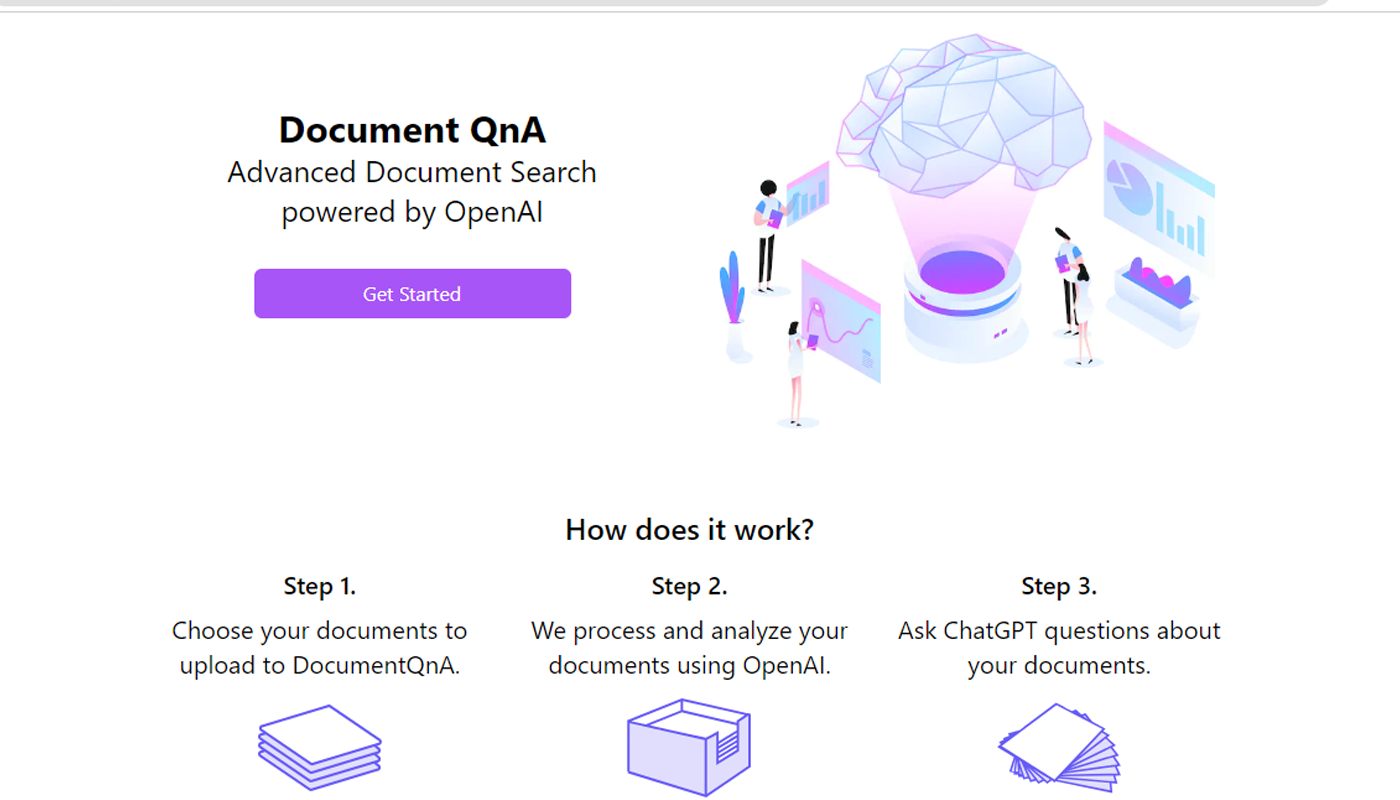 Document QnA
Advanced Document Search
powered by OpenAI
Get Started
How does it work?
Step 1.
Choose your documents to
upload to DocumentQnA.
Step 2.
We process and analyze your
documents using OpenAI.
Step 3.
Ask ChatGPT questions about
your documents.